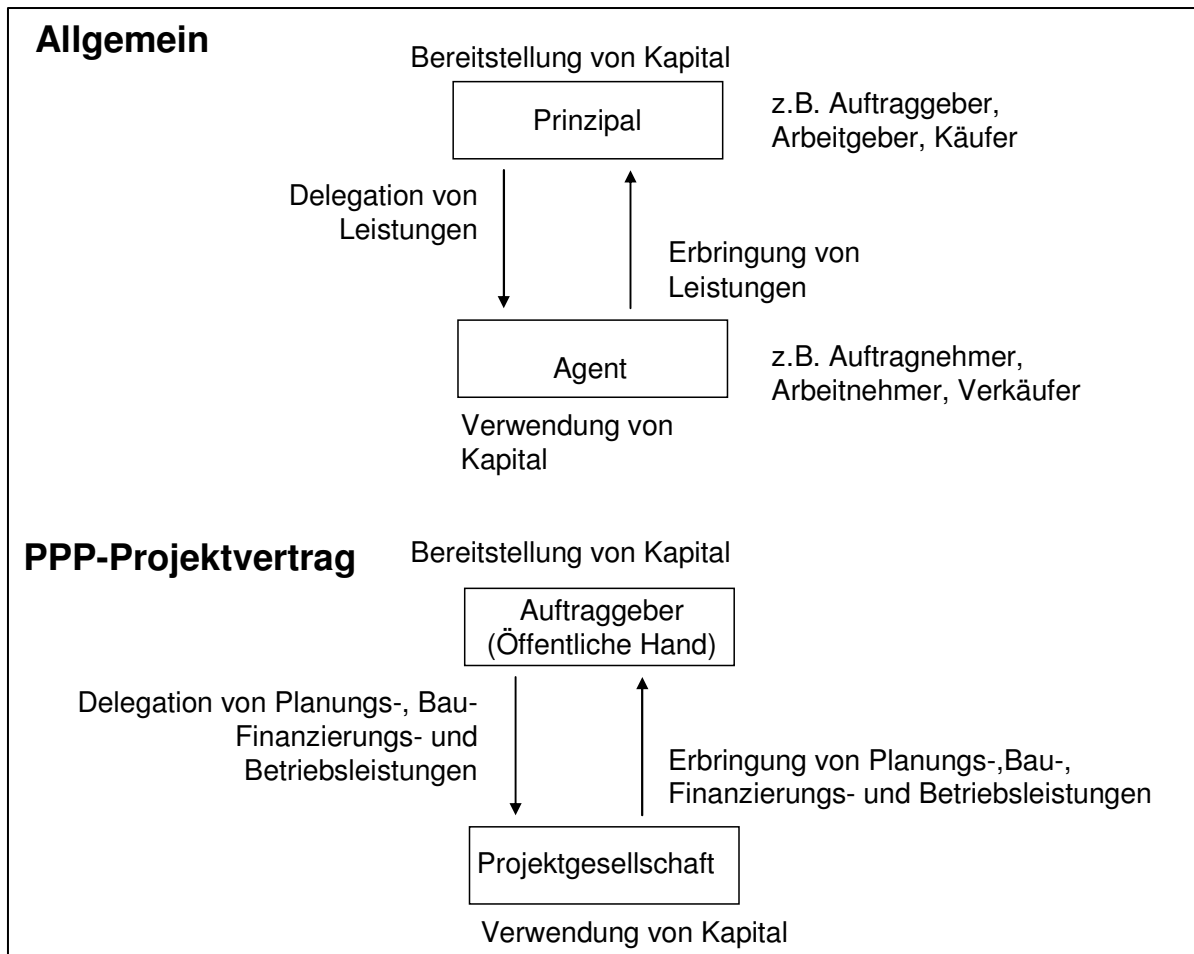 Allgemein
Bereitstellung von Kapital
Prinzipal
z.B. Auftraggeber,
Arbeitgeber, Käufer
Delegation von
Leistungen
Erbringung von
Leistungen
Agent
z.B. Auftragnehmer,
Arbeitnehmer, Verkäufer
Verwendung von
Kapital
PPP-Projektvertrag
Bereitstellung von Kapital
Auftraggeber
(Öffentliche Hand)
Delegation von Planungs-, Bau-
Finanzierungs- und
Betriebsleistungen
Erbringung von Planungs-,Bau-,
Finanzierungs- und Betriebsleistungen
Projektgesellschaft
Verwendung von Kapital